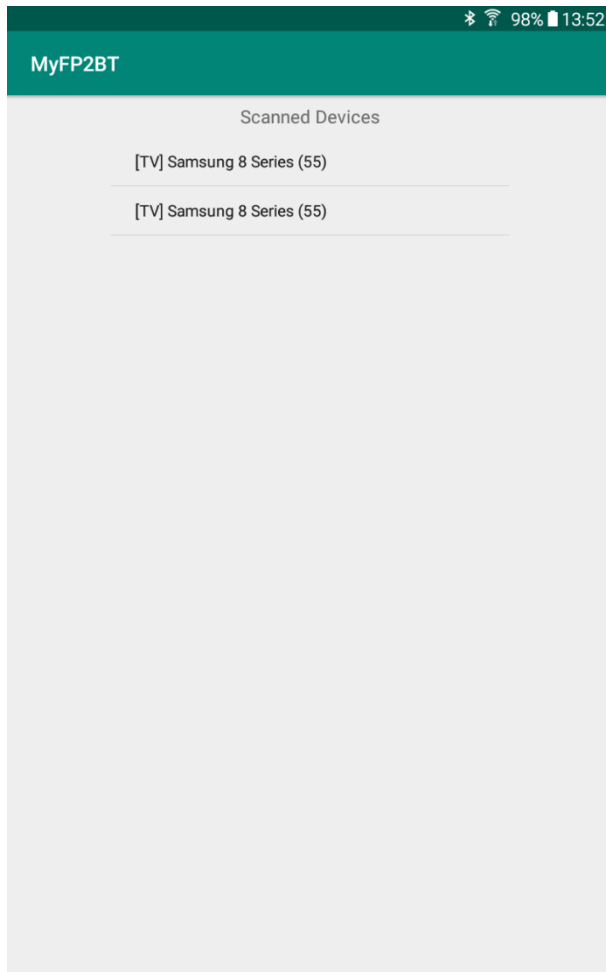 98% 13:52
MyFP2BT
Scanned Devices
[TV] Samsung 8 Series (55)
[TV] Samsung 8 Series (55)